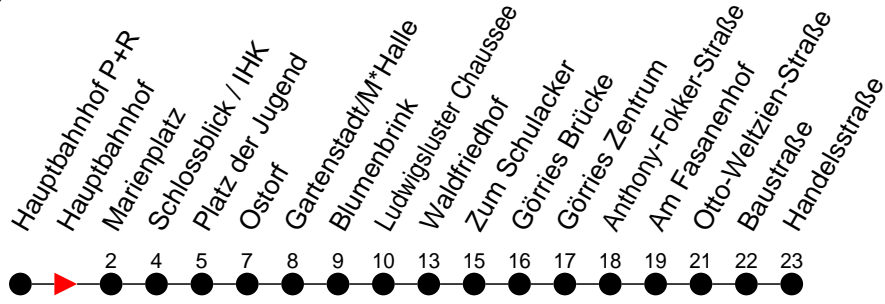 Hauptbahnhof P+R
Hauptbahnhof
Marienplatz
Schlossblick / IHK
Platz der Jugend
Ostorf
Gartenstadt/M*Halle
Blumenbrink
Ludwigsluster Chaussee
Waldfriedhof
Zum Schulacker
Görries Brücke
Görries Zentrum
Anthony-Fokker-Straße
Am Fasanenhof
Otto-Weltzien-Straße
Baustraße
Handelsstraße
2 4 5 7 8 9 10 13 15 16 17 18 19 21 22 23